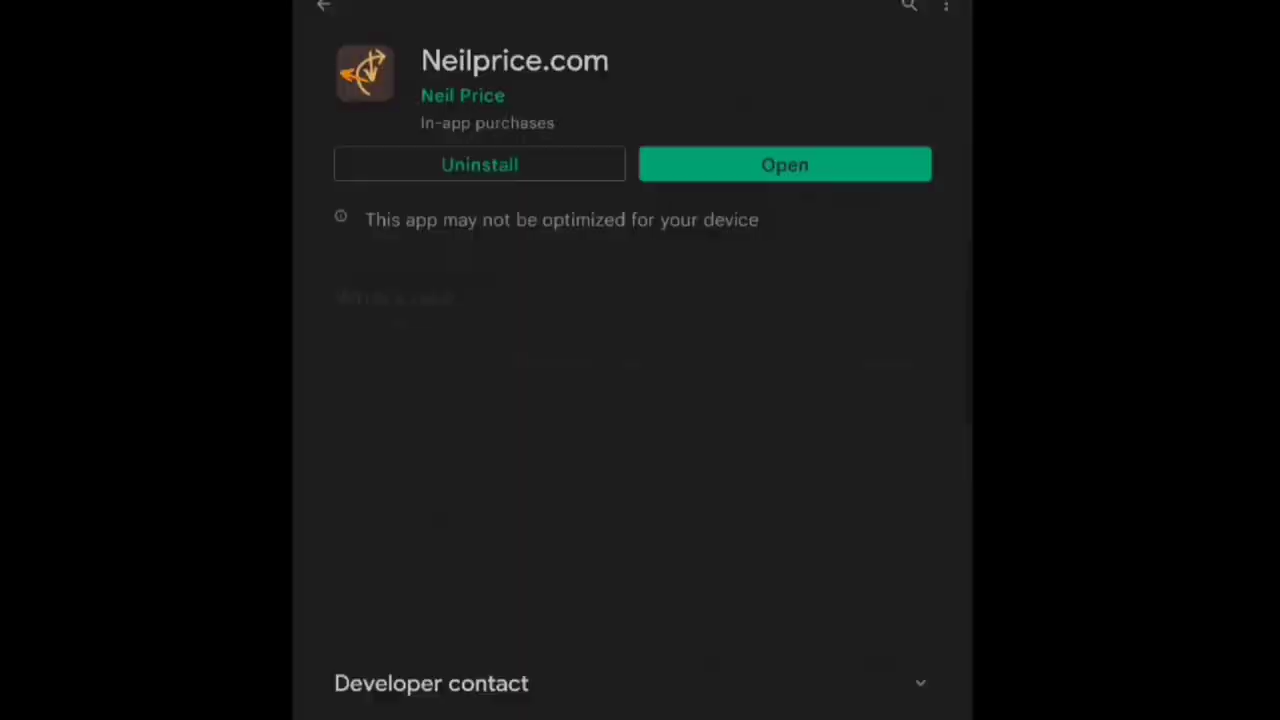 Neilprice.com
Neil Price
In-app purchases
Uninstall
Open
This app may not be optimized for your device
Developer contact